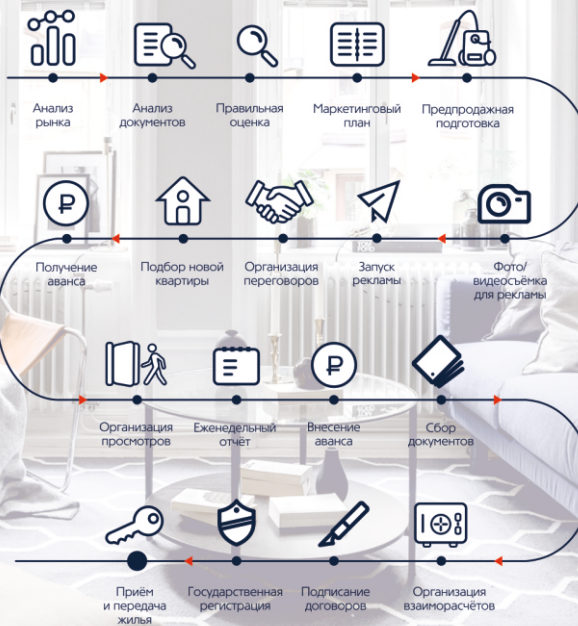 Анализ
рынка
Анализ
документов
Правильная
оценка
Маркетинговый
план
Предпродажная
подготовка
₽
Получение
аванса
Подбор новой
квартиры
Организация
переговоров
Запуск
рекламы
Фото/
видеосъёмка
для рекламы
Организация
просмотров
Еженедельный
отчёт
₽
Внесение
аванса
Сбор
документов
Приём
и передача
жилья
Государственная
регистрация
Подписание
договоров
Организация
взаиморасчётов